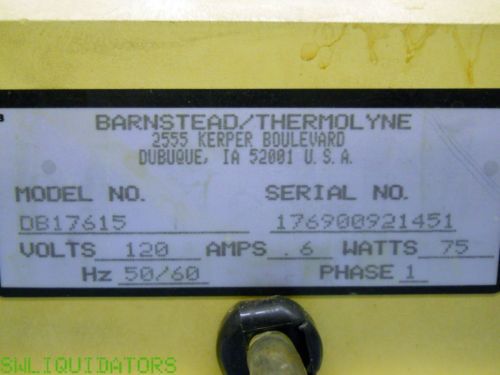 BARNSTEAD/THERMOLYNE
2555 KERPER BOULEVARD
DUBUQUE, IA 52001 U.S.A.
MODEL NO. SERIAL NO.
DB17615 176900921451
VOLTS 120 AMPS .6 WATTS 75
Hz 50/60 PHASE 1
SWLIQUIDATORS